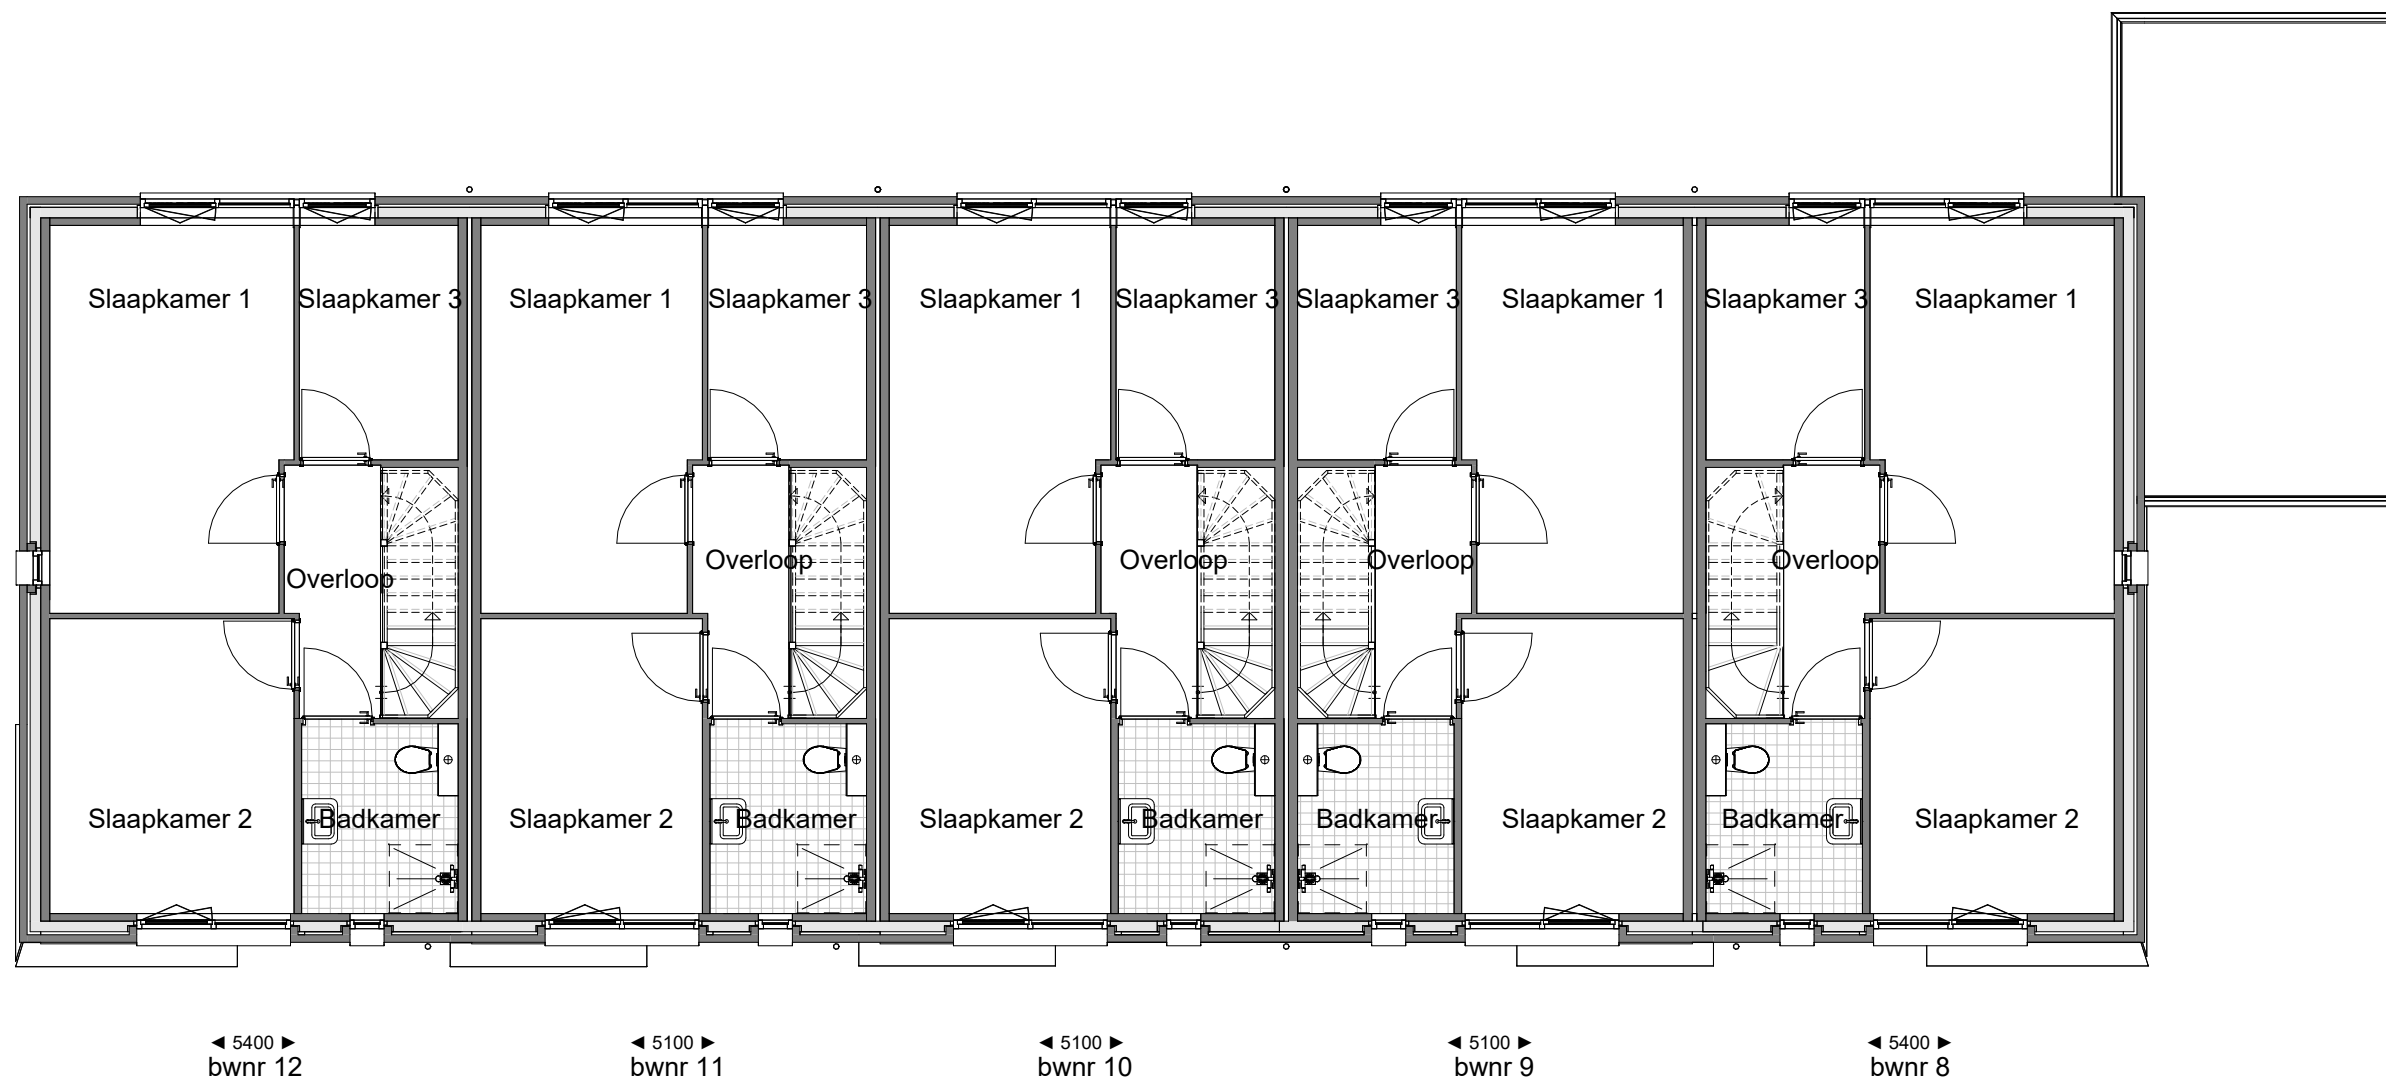 Slaapkamer 1 Slaapkamer 3 Slaapkamer 1 Slaapkamer 3 Slaapkamer 1 Slaapkamer 3 Slaapkamer 3 Slaapkamer 1 Slaapkamer 3 Slaapkamer 1
Overloop Overloop Overloop Overloop Overloop
Slaapkamer 2 Badkamer Slaapkamer 2 Badkamer Slaapkamer 2 Badkamer Badkamer Slaapkamer 2 Badkamer Slaapkamer 2
◄ 5400 ► ◄ 5100 ► ◄ 5100 ► ◄ 5100 ► ◄ 5400 ►
bwnr 12 bwnr 11 bwnr 10 bwnr 9 bwnr 8